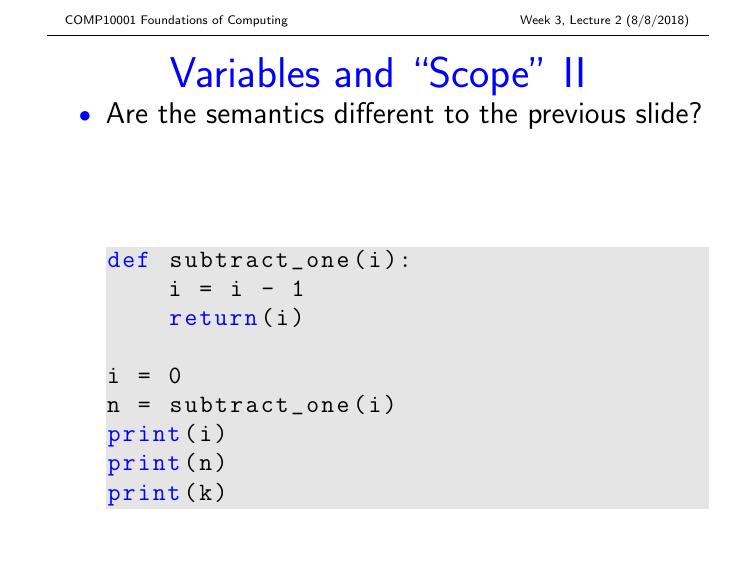 COMP10001 Foundations of Computing
Week 3, Lecture 2 (8/8/2018)
Variables and “Scope” II
• Are the semantics different to the previous slide?
def subtract_one(i):
    i = i - 1
    return(i)
i = 0
n = subtract_one(i)
print(i)
print(n)
print(k)